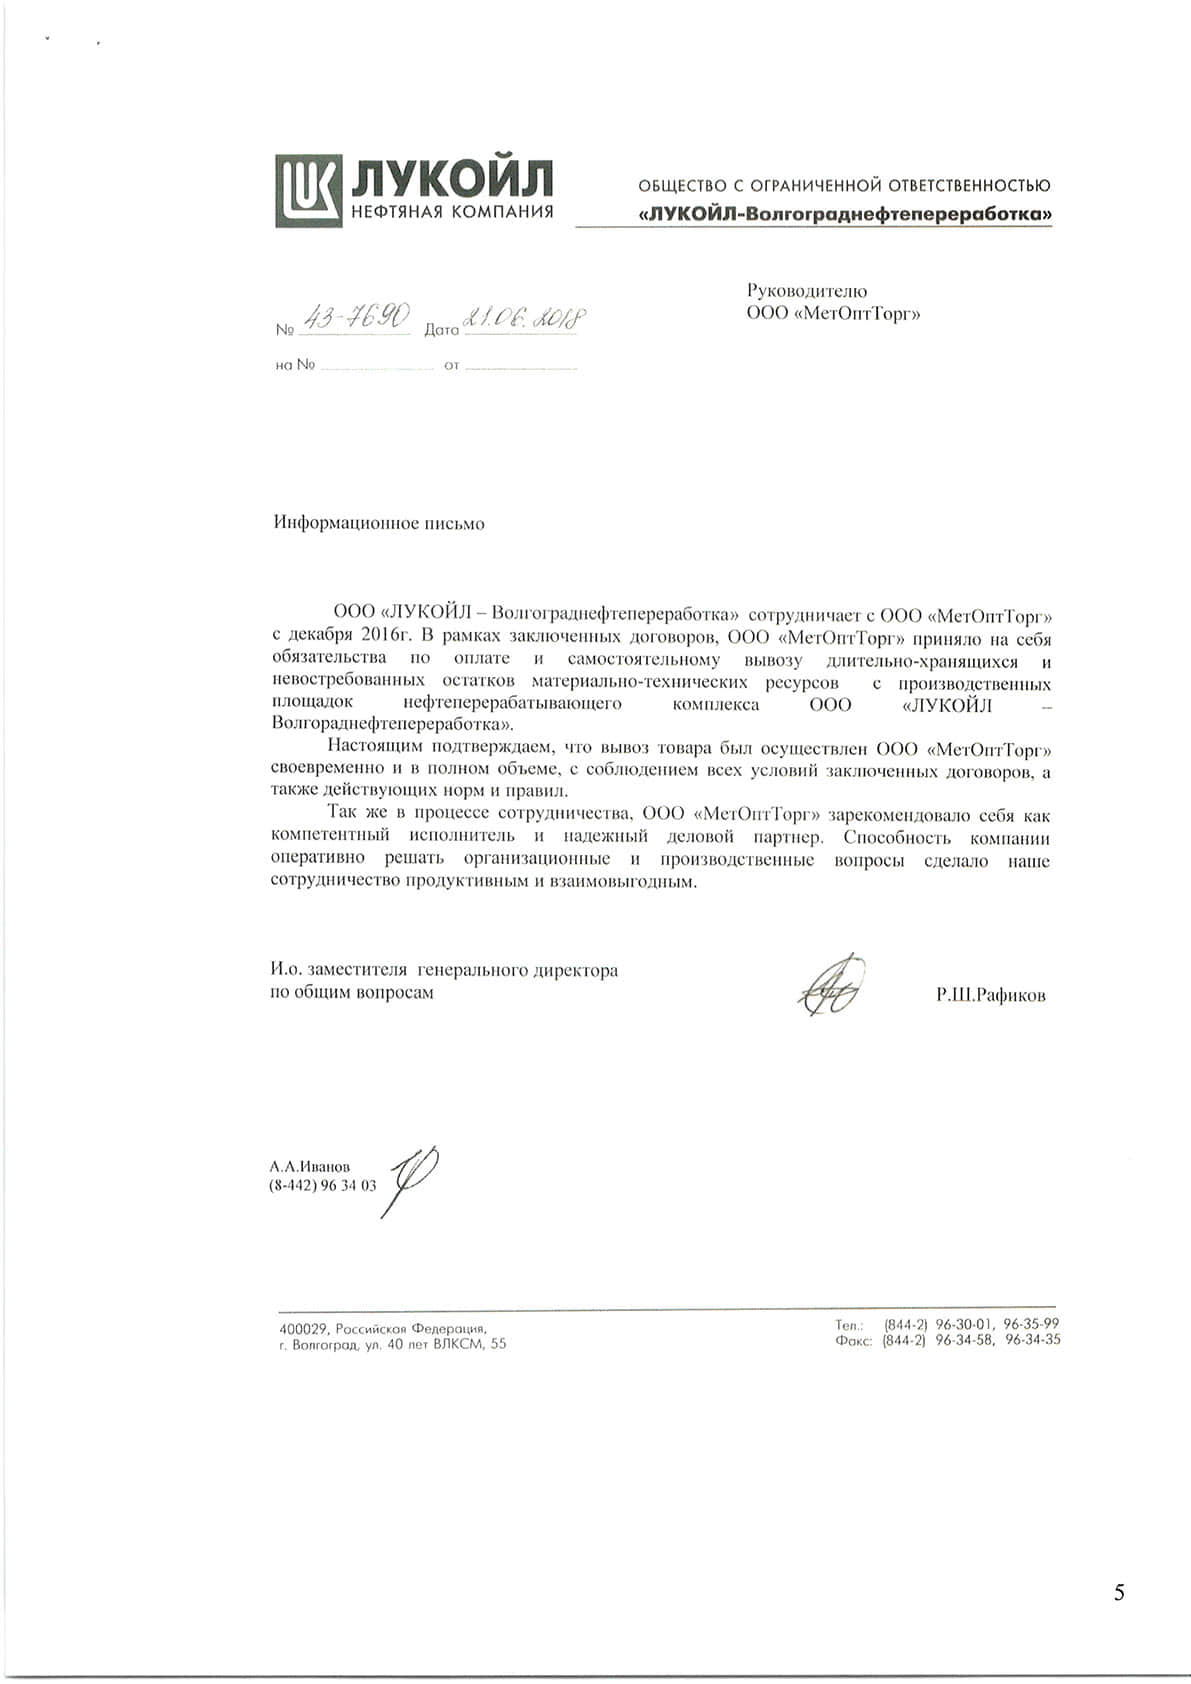 ЛУКОЙЛ
НЕФТЯНАЯ КОМПАНИЯ
ОБЩЕСТВО С ОГРАНИЧЕННОЙ ОТВЕТСТВЕННОСТЬЮ
«ЛУКОЙЛ-Волгограднефтепереработка»
№ 43-7690 Дата 21.06.2018
на № от
Руководителю
ООО «МетОптТорг»
Информационное письмо
ООО «ЛУКОЙЛ – Волгограднефтепереработка» сотрудничает с ООО «МетОптТорг»
с декабря 2016г. В рамках заключенных договоров, ООО «МетОптТорг» приняло на себя
обязательства по оплате и самостоятельному вывозу длительно-хранящихся и
невостребованных остатков материально-технических ресурсов с производственных
площадок нефтеперерабатывающего комплекса ООО «ЛУКОЙЛ –
Волгораднефтепереработка».
Настоящим подтверждаем, что вывоз товара был осуществлен ООО «МетОптТорг»
своевременно и в полном объеме, с соблюдением всех условий заключенных договоров, а
также действующих норм и правил.
Так же в процессе сотрудничества, ООО «МетОптТорг» зарекомендовало себя как
компетентный исполнитель и надежный деловой партнер. Способность компании
оперативно решать организационные и производственные вопросы сделало наше
сотрудничество продуктивным и взаимовыгодным.
И.о. заместителя генерального директора
по общим вопросам
Р.Ш.Рафиков
А.А.Иванов
(8-442) 96 34 03
400029, Российская Федерация,
г. Волгоград, ул. 40 лет ВЛКСМ, 55
Тел.: (844-2) 96-30-01, 96-35-99
Факс: (844-2) 96-34-58, 96-34-35
5